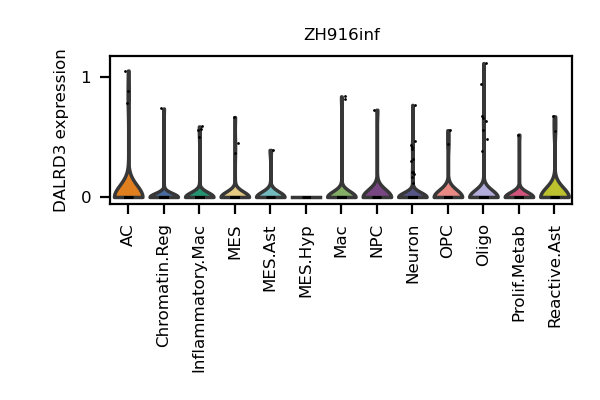 ZH916inf
DALRD3 expression
1
0
AC
Chromatin.Reg
Inflammatory.Mac
MES
MES.Ast
MES.Hyp
Mac
NPC
Neuron
OPC
Oligo
Prolif.Metab
Reactive.Ast